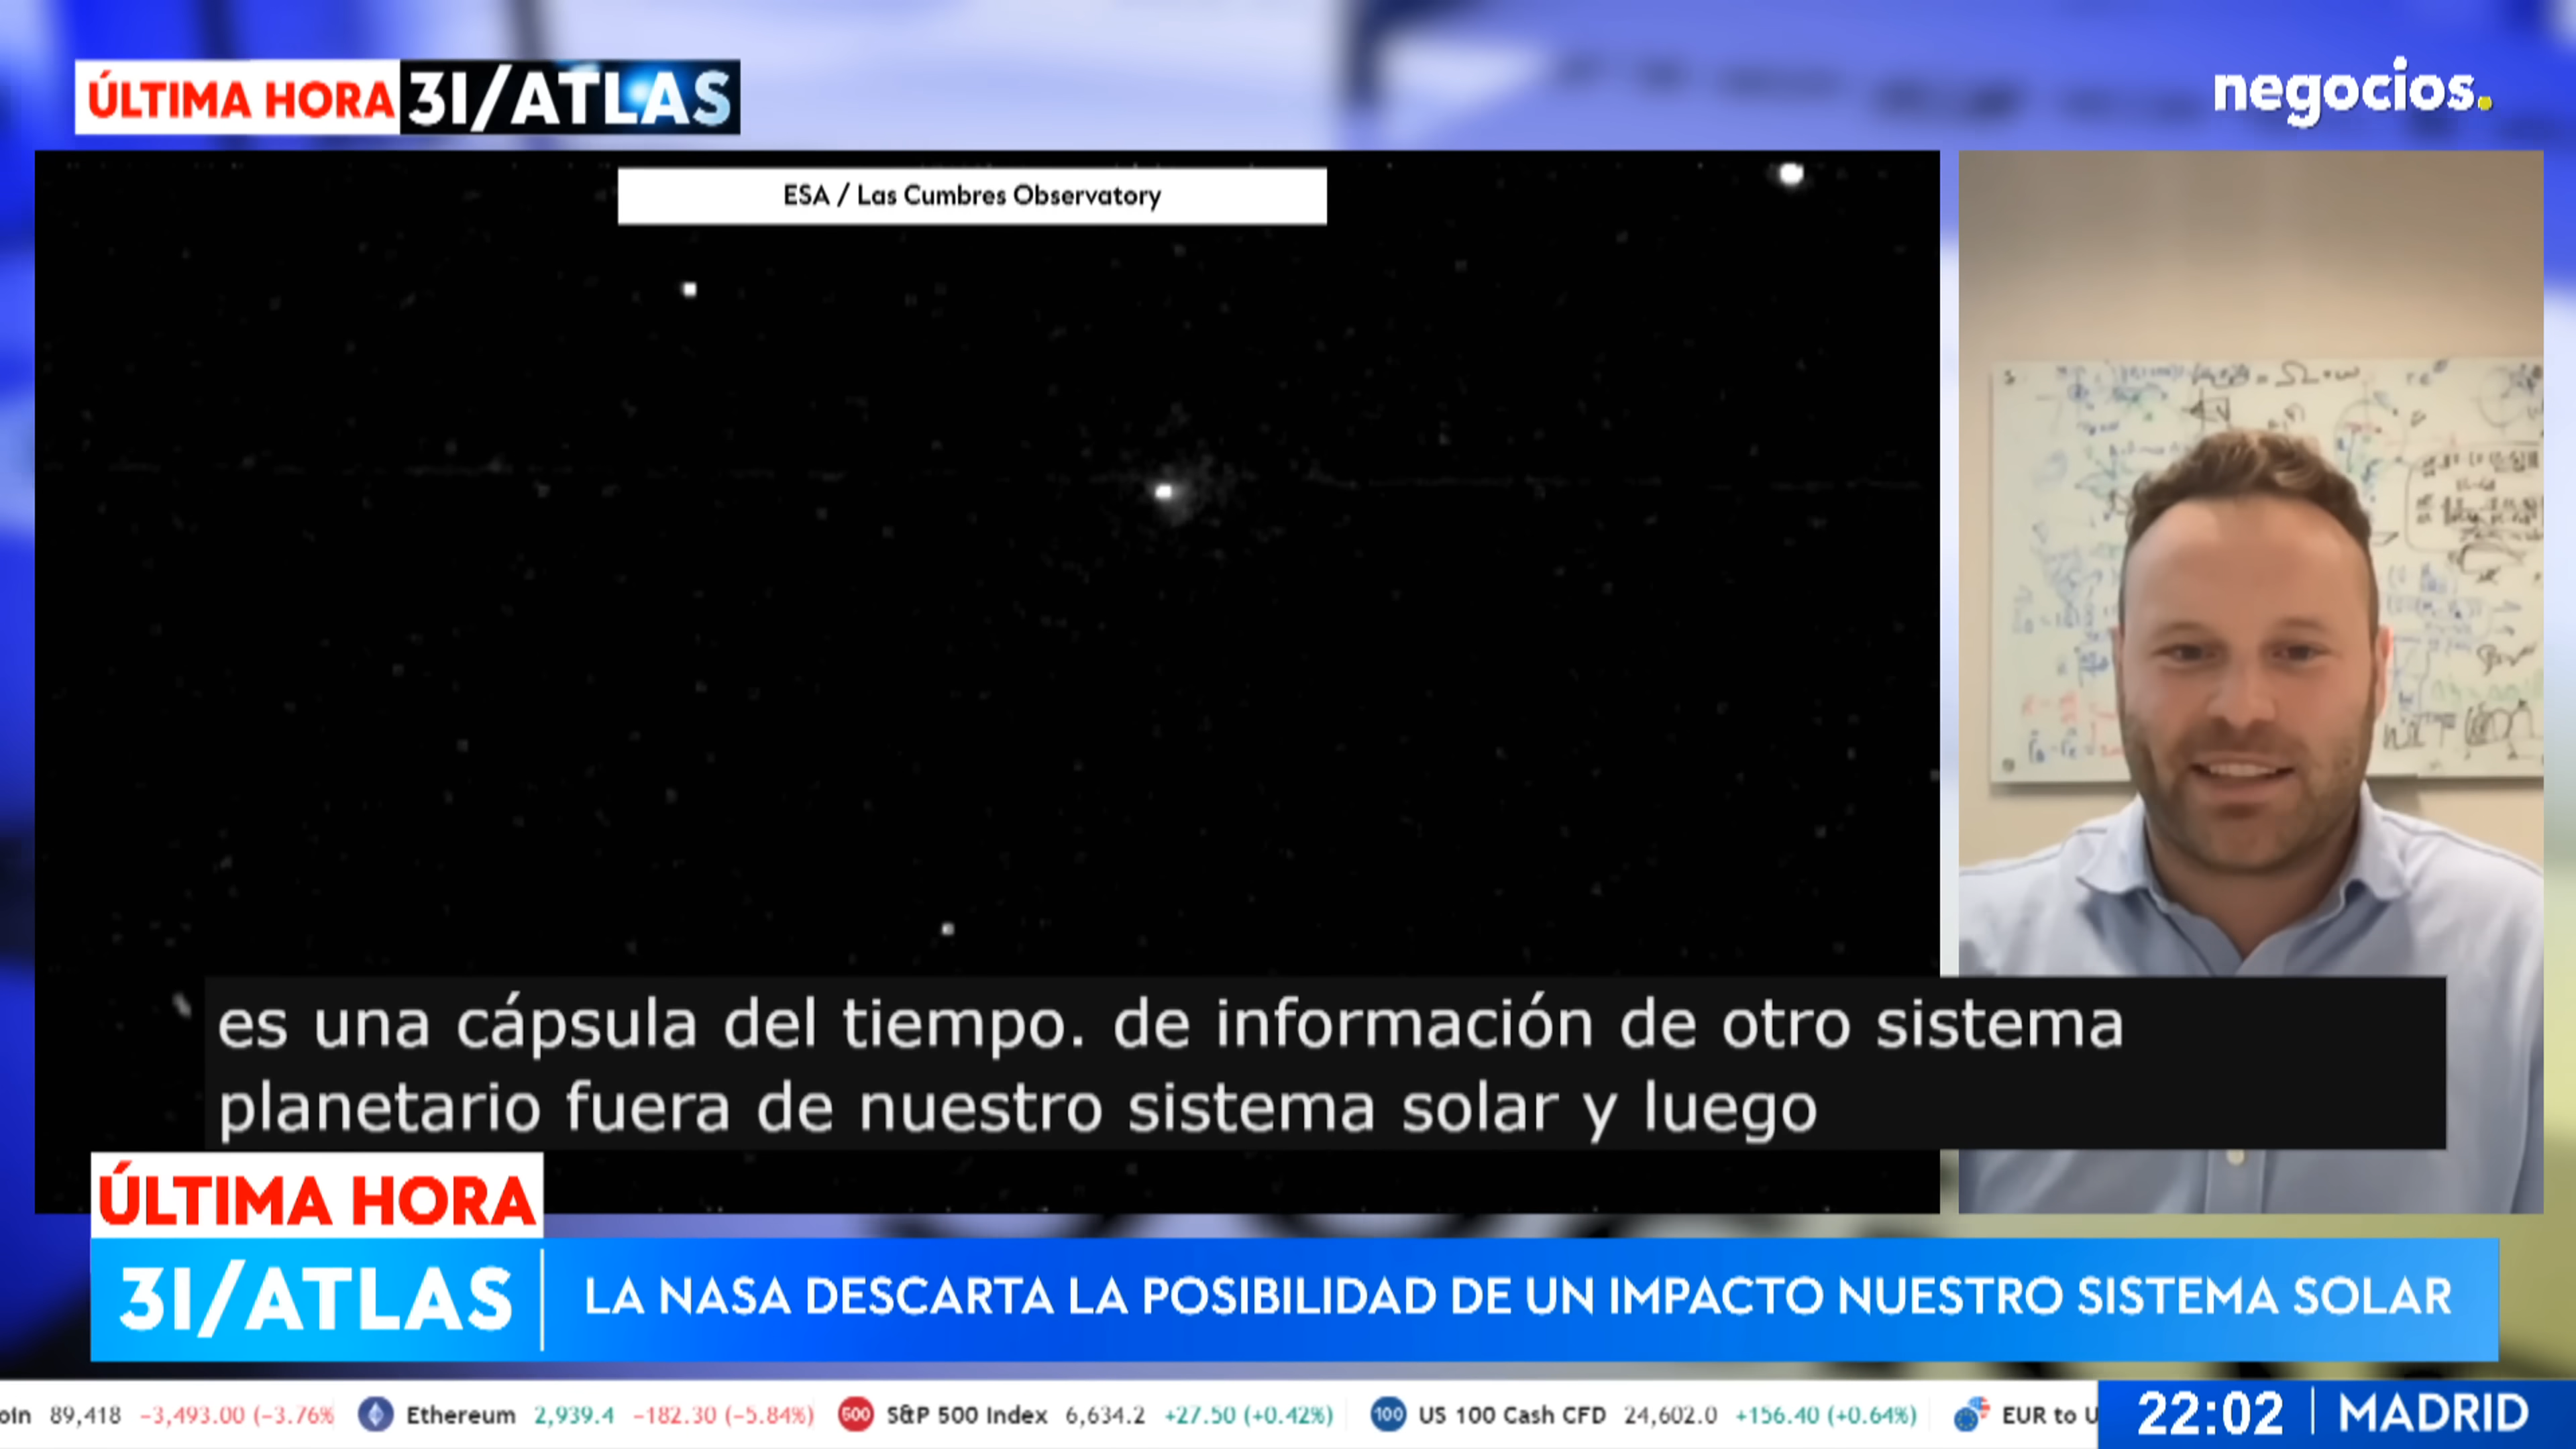 ÚLTIMA HORA 3I/ATLAS
negocios.
ESA / Las Cumbres Observatory
es una cápsula del tiempo. de información de otro sistema
planetario fuera de nuestro sistema solar y luego
ÚLTIMA HORA
3I/ATLAS LA NASA DESCARTA LA POSIBILIDAD DE UN IMPACTO NUESTRO SISTEMA SOLAR
oin 89,418 -3,493.00 (-3.76% Ethereum 2,939.4 -182.30 (-5.84%) 500 S&P 500 Index 6,634.2 +27.50 (+0.42%) 100 US 100 Cash CFD 24,602.0 +156.40 (+0.64%) EUR to U 22:02 MADRID